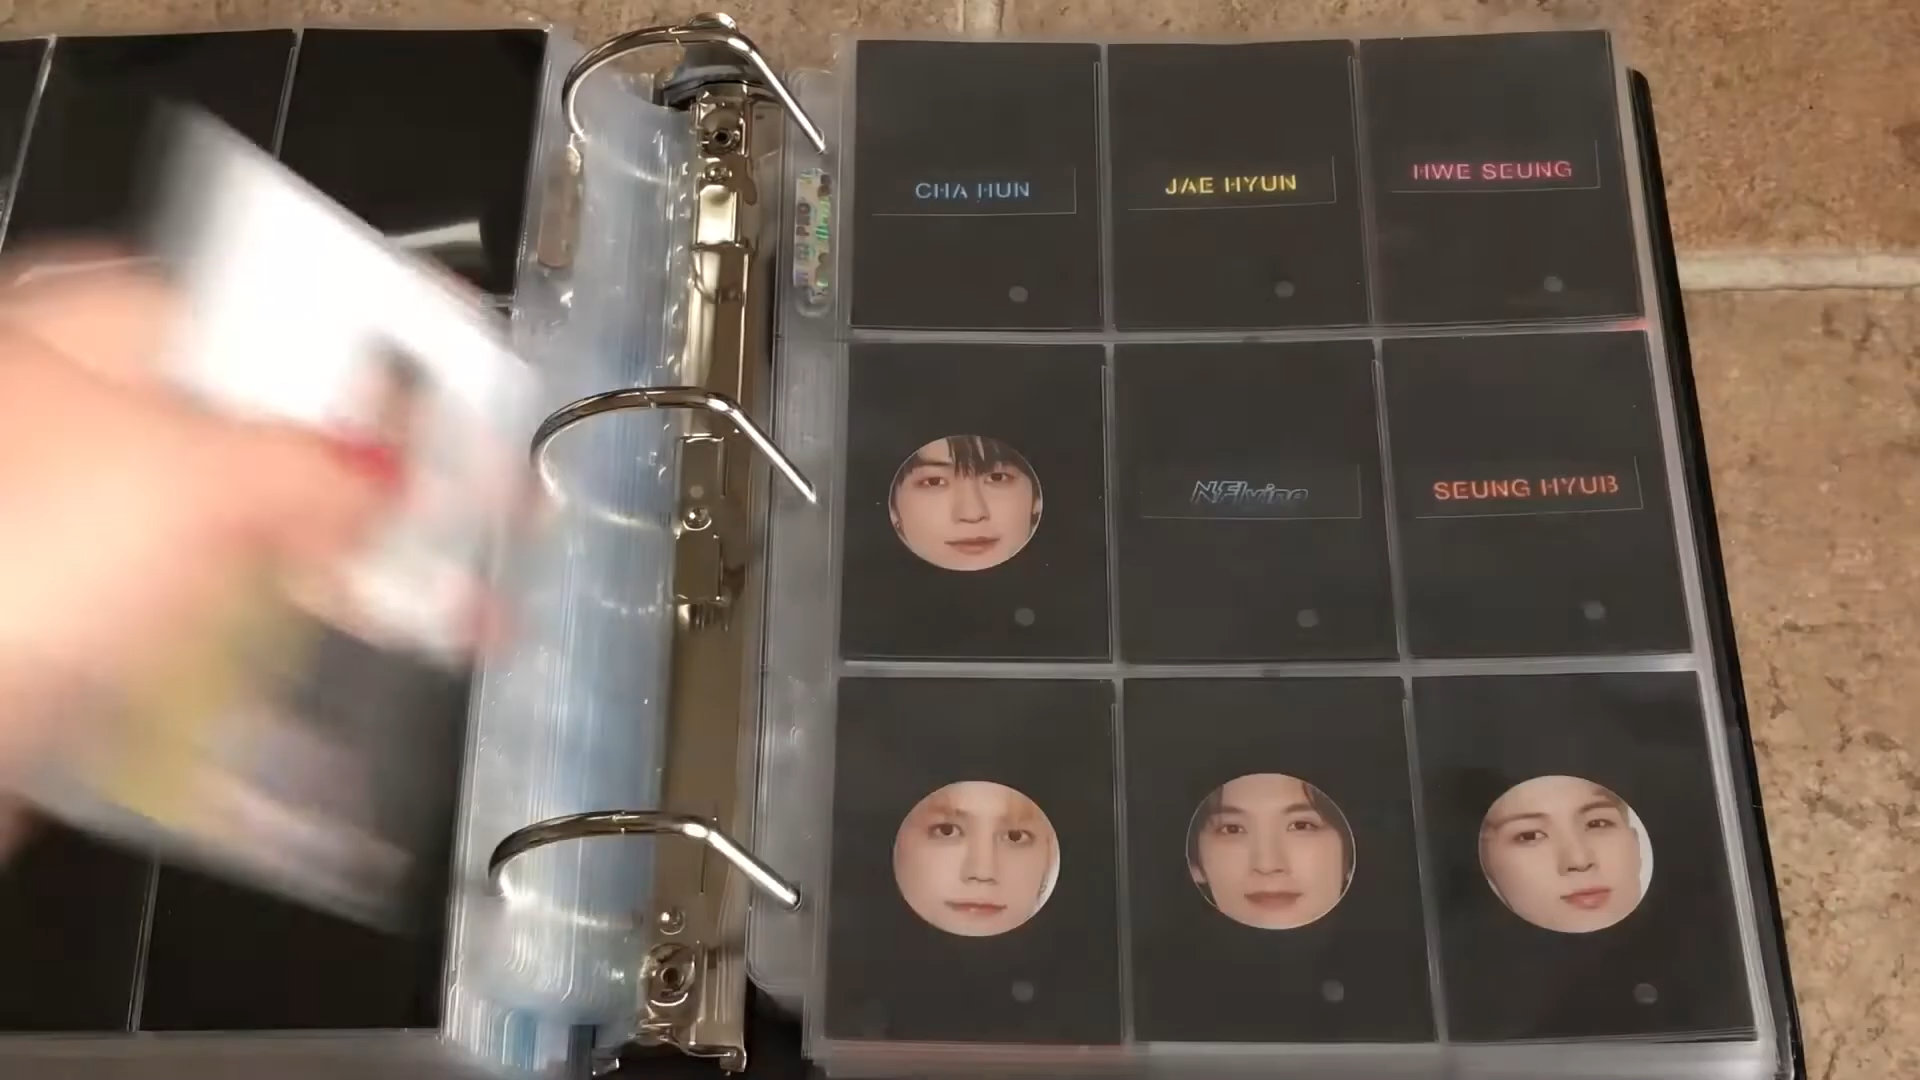 CHA HUN
JAE HYUN
HWE SEUNG
N.Flying
SEUNG HYUB